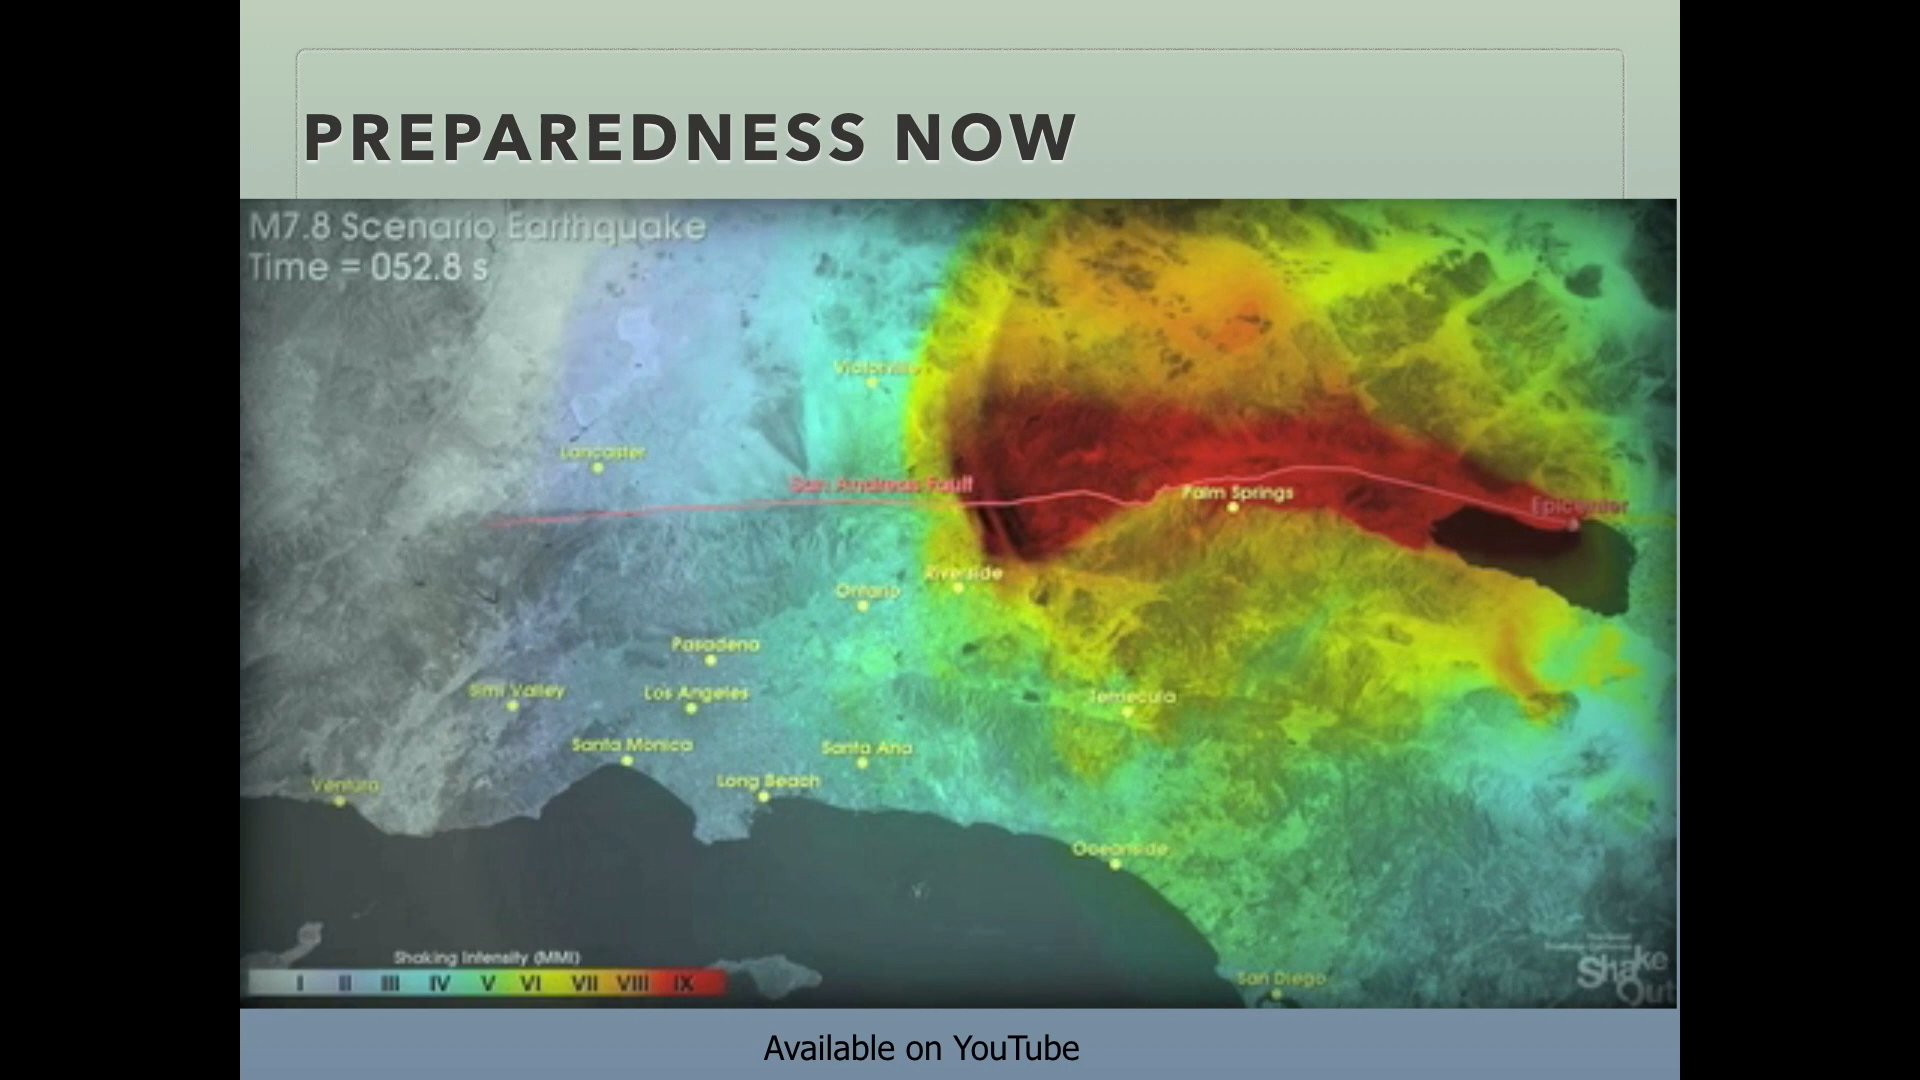 PREPAREDNESS NOW
M7.8 Scenario Earthquake
Time = 052.8 s
Victorville
Lancaster
San Andreas Fault
Palm Springs
Epicenter
Riverside
Ontario
Pasadena
Simi Valley
Los Angeles
Temecula
Santa Monica
Santa Ana
Long Beach
Ventura
Oceanside
Shaking Intensity (MMI)
I II III IV V VI VII VIII IX
San Diego
Shake
Out
Available on YouTube